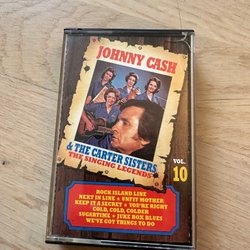 JOHNNY CASH
& THE CARTER SISTERS
THE SINGING LEGENDS
VOL.
10
ROCK ISLAND LINE
NEXT IN LINE • UNFIT MOTHER
KEEP IT A SECRET • YOU'RE RIGHT
COLD, COLD, COLDER
SUGARTIME • JUKE BOX BLUES
WE'VE GOT THINGS TO DO